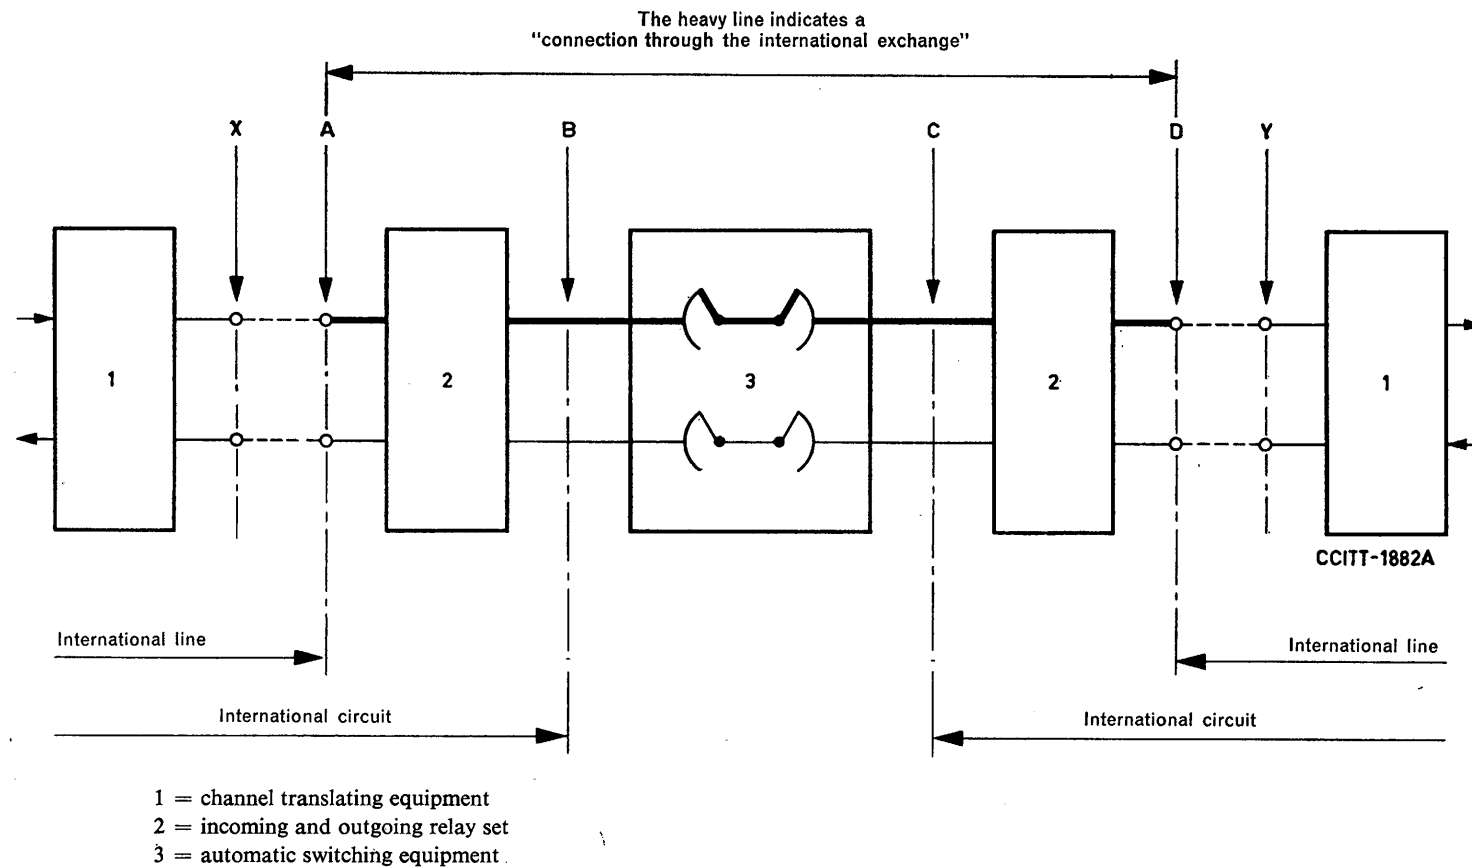 The heavy line indicates a
"connection through the international exchange"
X A B C D Y
1 2 3 2 1
CCITT-1882A
International line
International line
International circuit
International circuit
1 = channel translating equipment
2 = incoming and outgoing relay set
3 = automatic switching equipment